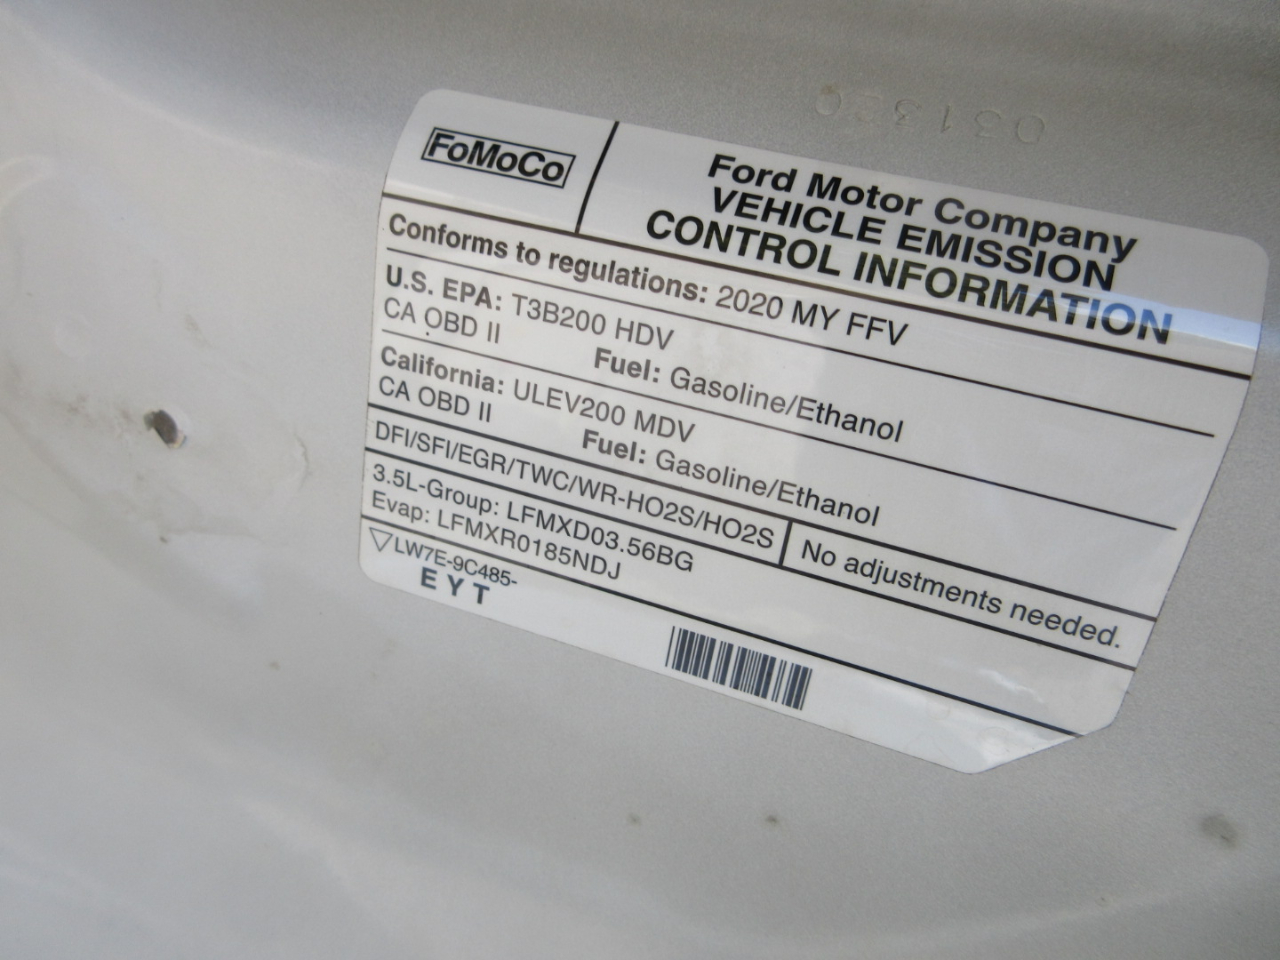 031320
FoMoCo
Ford Motor Company
VEHICLE EMISSION
CONTROL INFORMATION
Conforms to regulations: 2020 MY FFV
U.S. EPA: T3B200 HDV
CA OBD II Fuel: Gasoline/Ethanol
California: ULEV200 MDV
CA OBD II Fuel: Gasoline/Ethanol
DFI/SFI/EGR/TWC/WR-HO2S/HO2S
No adjustments needed.
3.5L-Group: LFMXD03.56BG
Evap: LFMXR0185NDJ
LW7E-9C485-
EYT